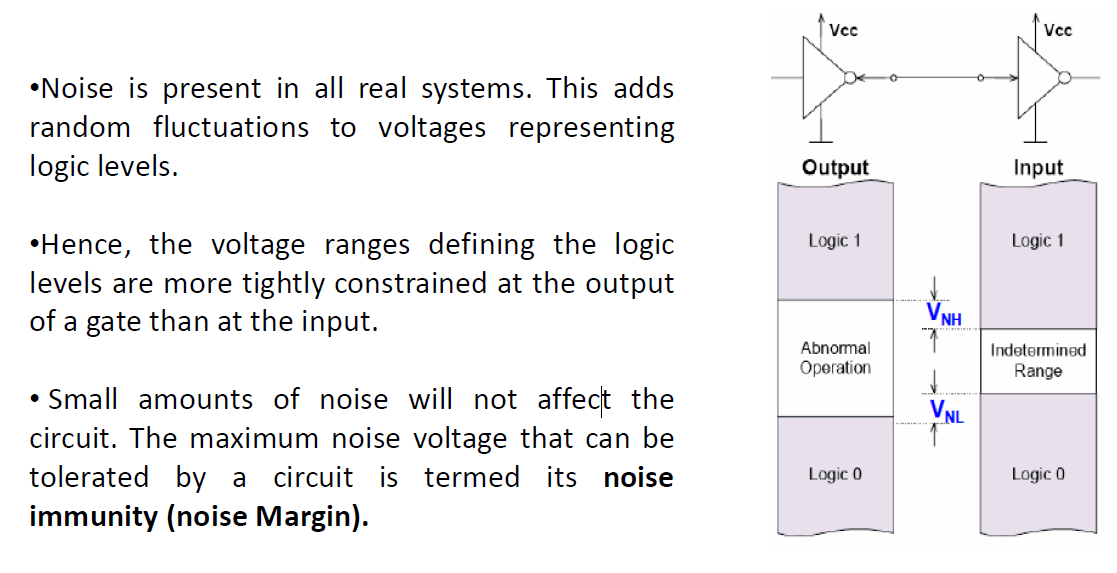 •Noise is present in all real systems. This adds
random fluctuations to voltages representing
logic levels.
•Hence, the voltage ranges defining the logic
levels are more tightly constrained at the output
of a gate than at the input.
• Small amounts of noise will not affect the
circuit. The maximum noise voltage that can be
tolerated by a circuit is termed its noise
immunity (noise Margin).
Vcc
Vcc
Output
Input
Logic 1
Logic 1
VNH
Abnormal
Operation
Indetermined
Range
VNL
Logic 0
Logic 0